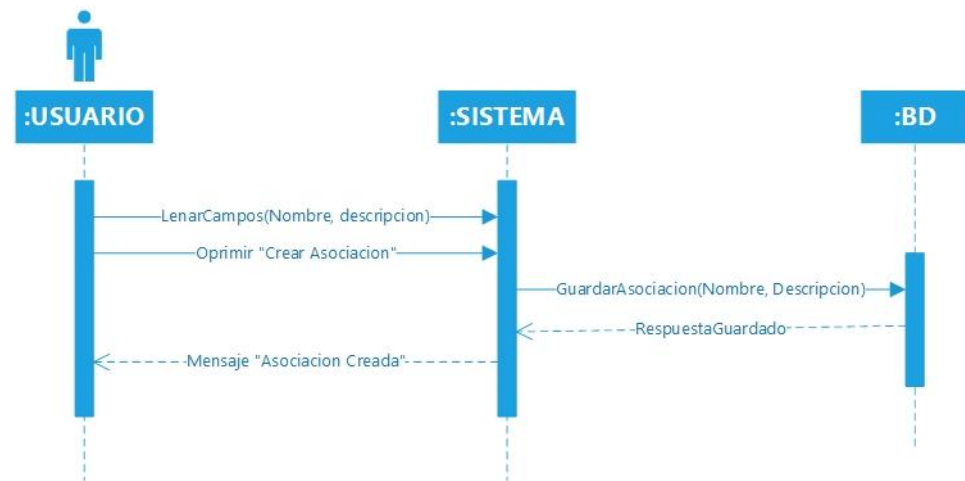 :USUARIO
:SISTEMA
:BD
LenarCampos(Nombre, descripcion)
Oprimir "Crear Asociacion"
GuardarAsociacion(Nombre, Descripcion)
RespuestaGuardado
Mensaje "Asociacion Creada"